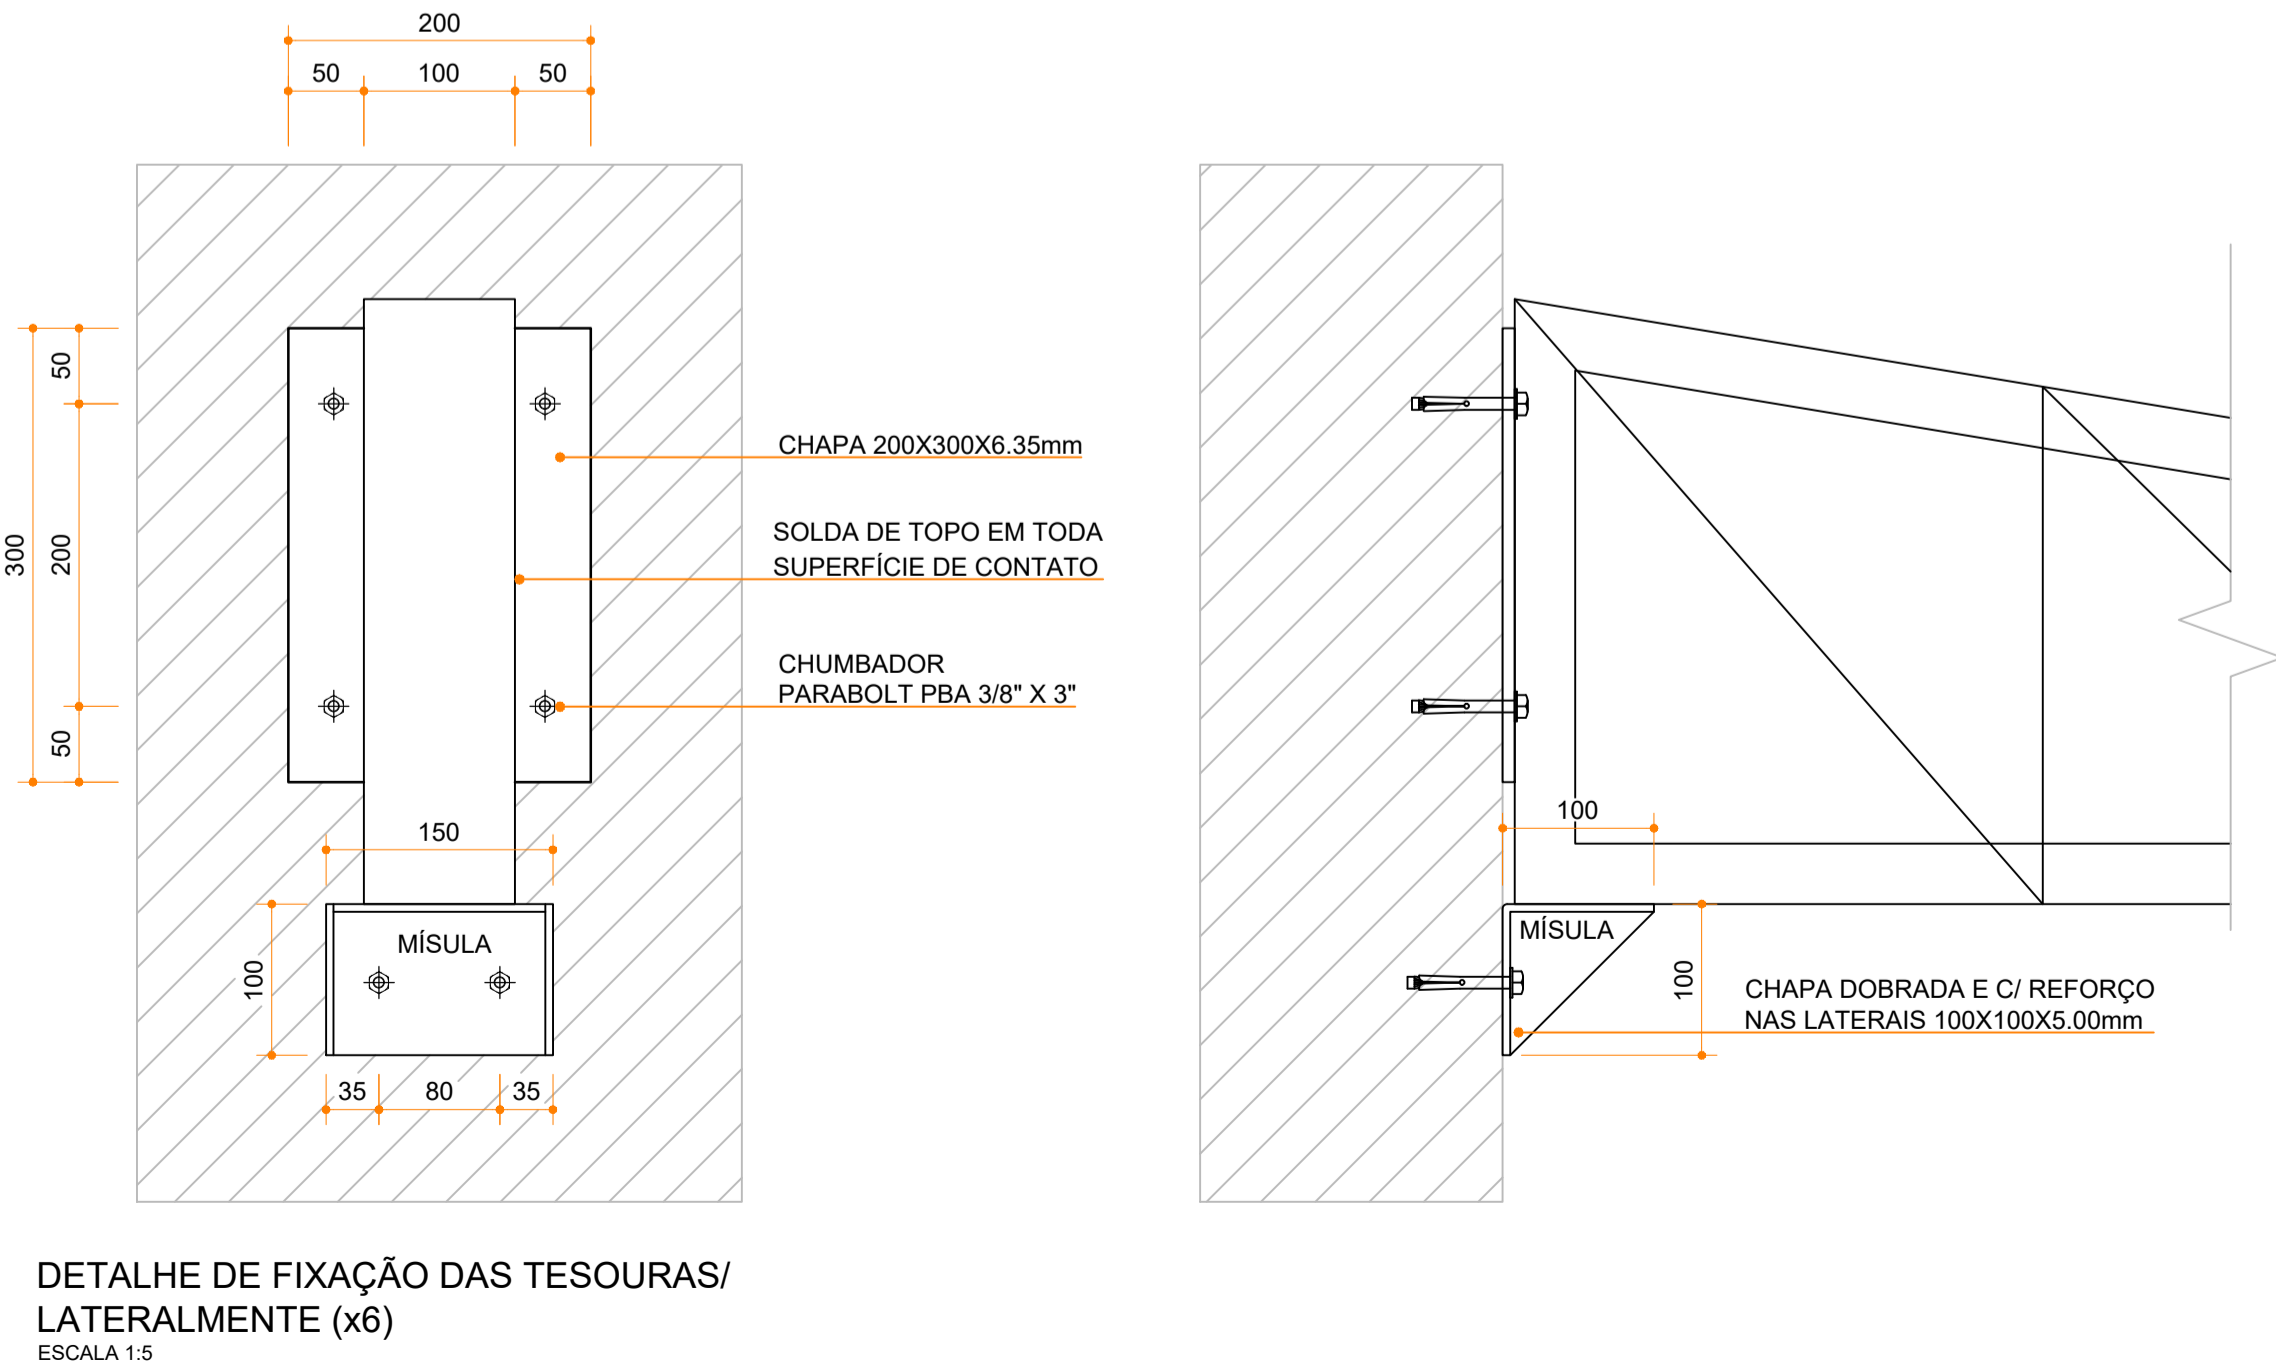 200
50 100 50
50
300
200
50
CHAPA 200X300X6.35mm
SOLDA DE TOPO EM TODA
SUPERFÍCIE DE CONTATO
CHUMBADOR
PARABOLT PBA 3/8" X 3"
150
MÍSULA
100
35 80 35
100
MÍSULA
100
CHAPA DOBRADA E C/ REFORÇO
NAS LATERAIS 100X100X5.00mm
DETALHE DE FIXAÇÃO DAS TESOURAS/
LATERALMENTE (x6)
ESCALA 1:5